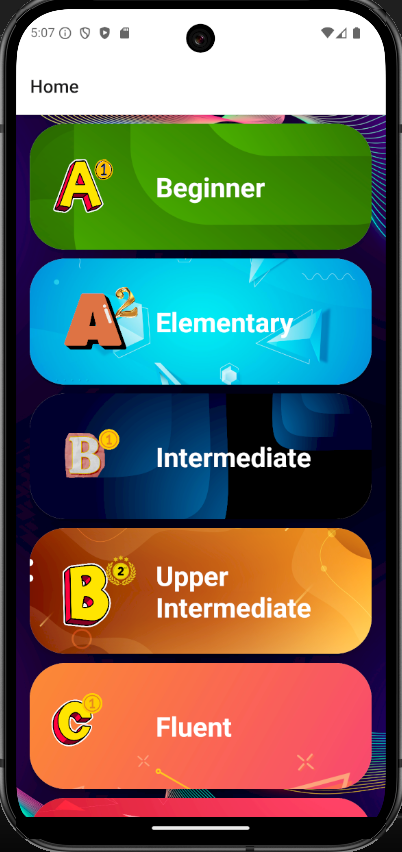 5:07
Home
A1
Beginner
A2
Elementary
B1
Intermediate
B2
Upper
Intermediate
C1
Fluent